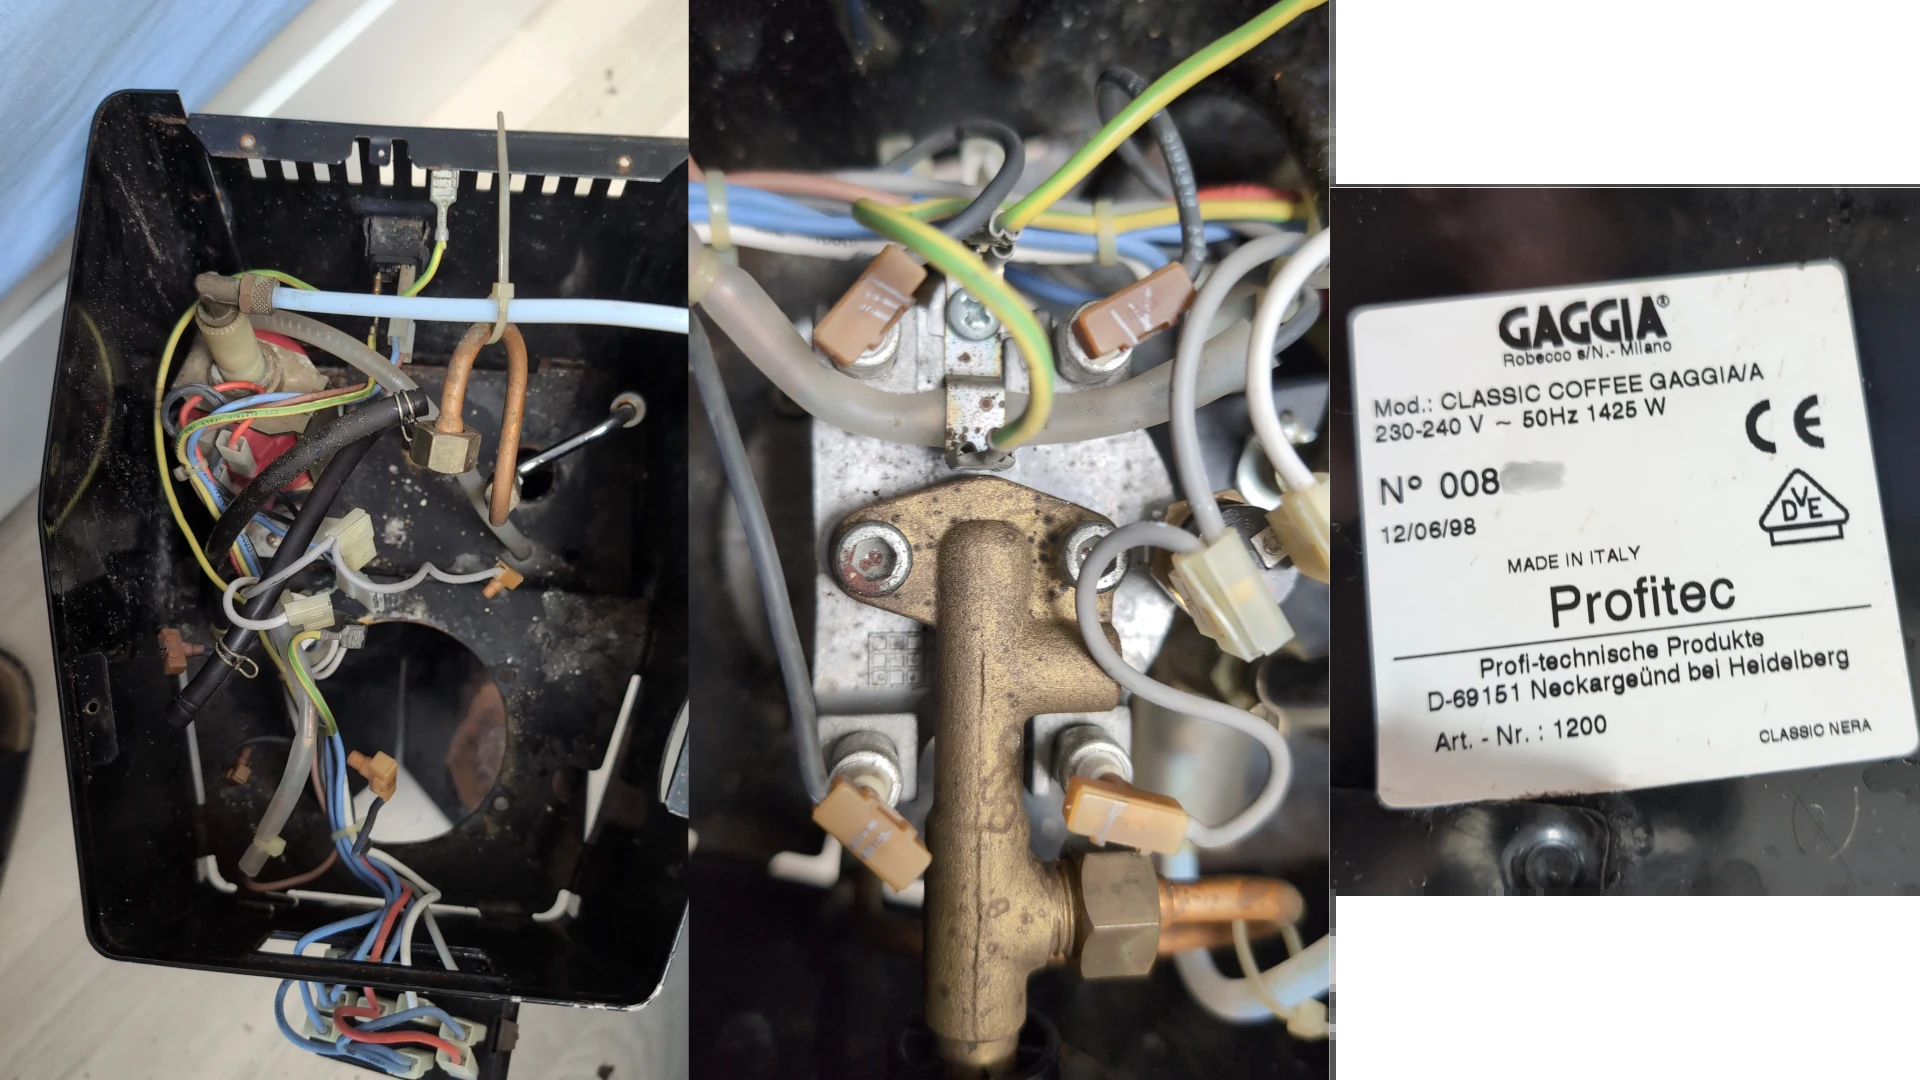 GAGGIA®
Robecco s/N.- Milano
Mod.: CLASSIC COFFEE GAGGIA/A
230-240 V ~ 50Hz 1425 W
CE
Nº 008
12/06/98
DVE
MADE IN ITALY
Profitec
Profi-technische Produkte
D-69151 Neckargeünd bei Heidelberg
Art. - Nr. : 1200
CLASSIC NERA